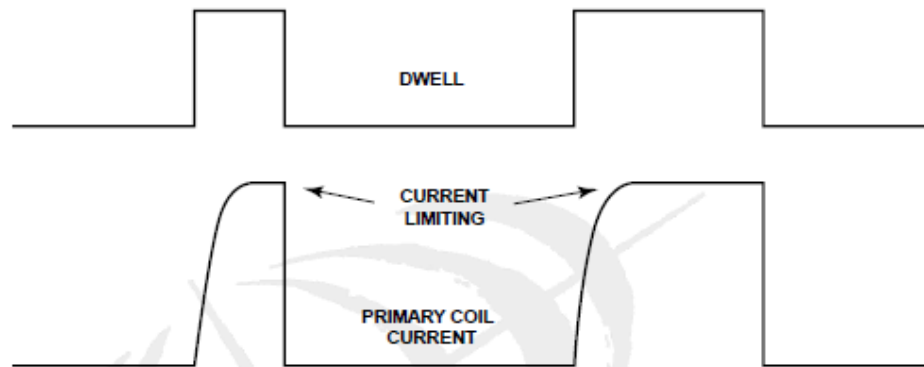 DWELL
CURRENT
LIMITING
PRIMARY COIL
CURRENT